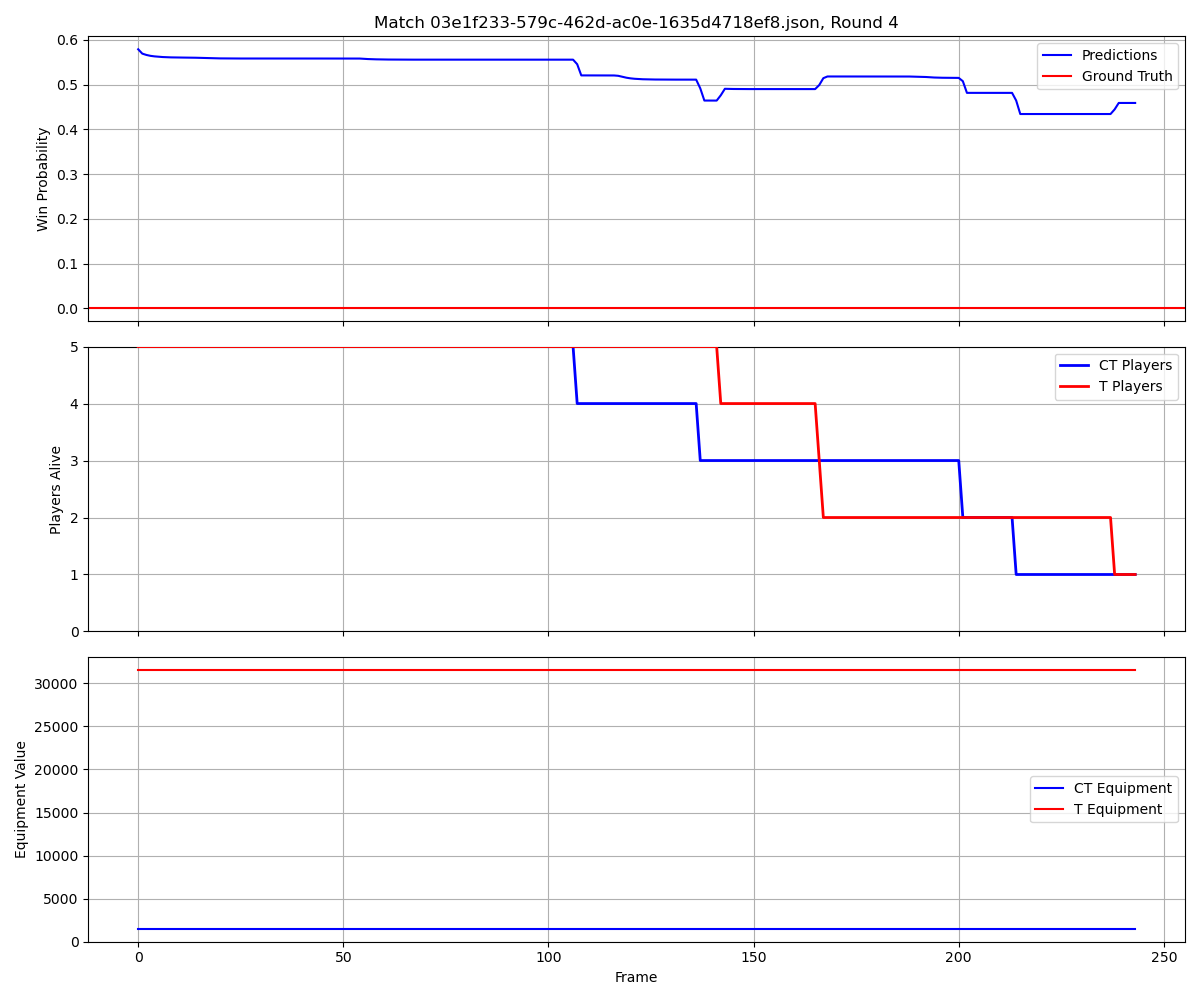 Match 03e1f233-579c-462d-ac0e-1635d4718ef8.json, Round 4
Win Probability
0.6
0.5
0.4
0.3
0.2
0.1
0.0
Predictions
Ground Truth
Players Alive
5
4
3
2
1
0
CT Players
T Players
Equipment Value
30000
25000
20000
15000
10000
5000
0
CT Equipment
T Equipment
0
50
100
150
200
250
Frame